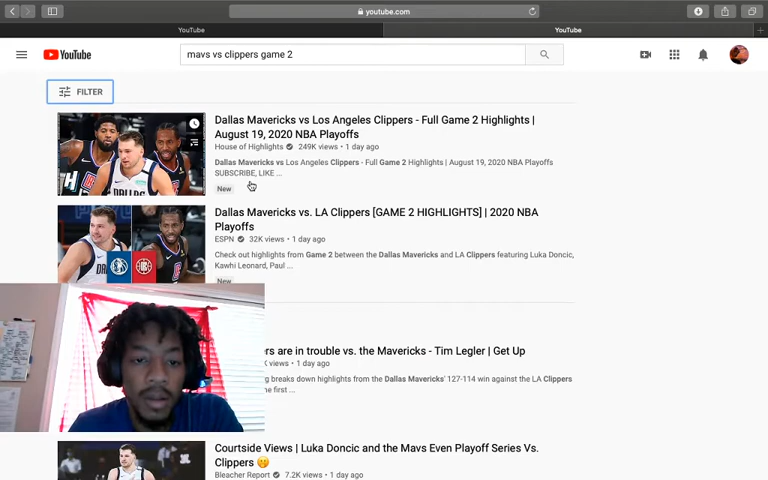 youtube.com
YouTube
YouTube
YouTube
mavs vs clippers game 2
FILTER
Dallas Mavericks vs Los Angeles Clippers - Full Game 2 Highlights |
August 19, 2020 NBA Playoffs
House of Highlights 249K views • 1 day ago
Dallas Mavericks vs Los Angeles Clippers - Full Game 2 Highlights | August 19, 2020 NBA Playoffs
SUBSCRIBE, LIKE ...
New
Dallas Mavericks vs. LA Clippers [GAME 2 HIGHLIGHTS] | 2020 NBA
Playoffs
ESPN 32K views • 1 day ago
Check out highlights from Game 2 between the Dallas Mavericks and LA Clippers featuring Luka Doncic,
Kawhi Leonard, Paul ...
New
ers are in trouble vs. the Mavericks - Tim Legler | Get Up
views • 1 day ago
g breaks down highlights from the Dallas Mavericks' 127-114 win against the LA Clippers
e first ...
Courtside Views | Luka Doncic and the Mavs Even Playoff Series Vs.
Clippers 🤭
Bleacher Report 7.2K views • 1 day ago